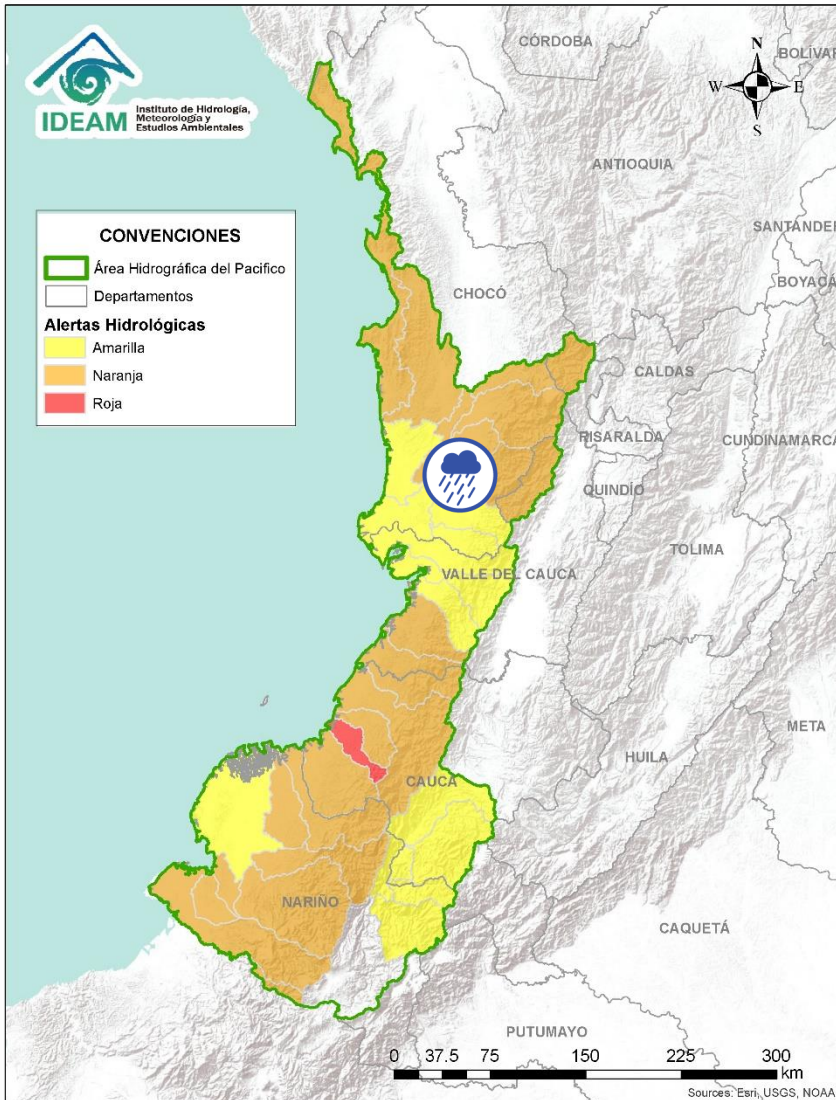 IDEAM
Instituto de Hidrología,
Meteorología y
Estudios Ambientales
CÓRDOBA
BOLÍVAR
N
W
E
S
ANTIOQUIA
SANTANDER
BOYACÁ
CONVENCIONES
Área Hidrográfica del Pacifico
Departamentos
Alertas Hidrológicas
Amarilla
Naranja
Roja
CHOCÓ
CALDAS
RISARALDA
CUNDINAMARCA
QUINDÍO
TOLIMA
VALLE DEL CAUCA
META
HUILA
CAUCA
NARIÑO
CAQUETÁ
PUTUMAYO
0 37.5 75 150 225 300
km
Sources: Esri, USGS, NOAA